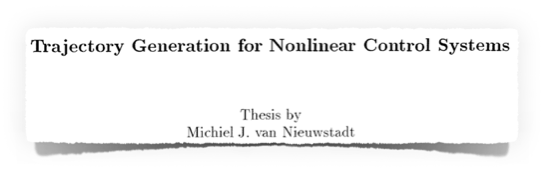 Trajectory Generation for Nonlinear Control Systems
Thesis by
Michiel J. van Nieuwstadt